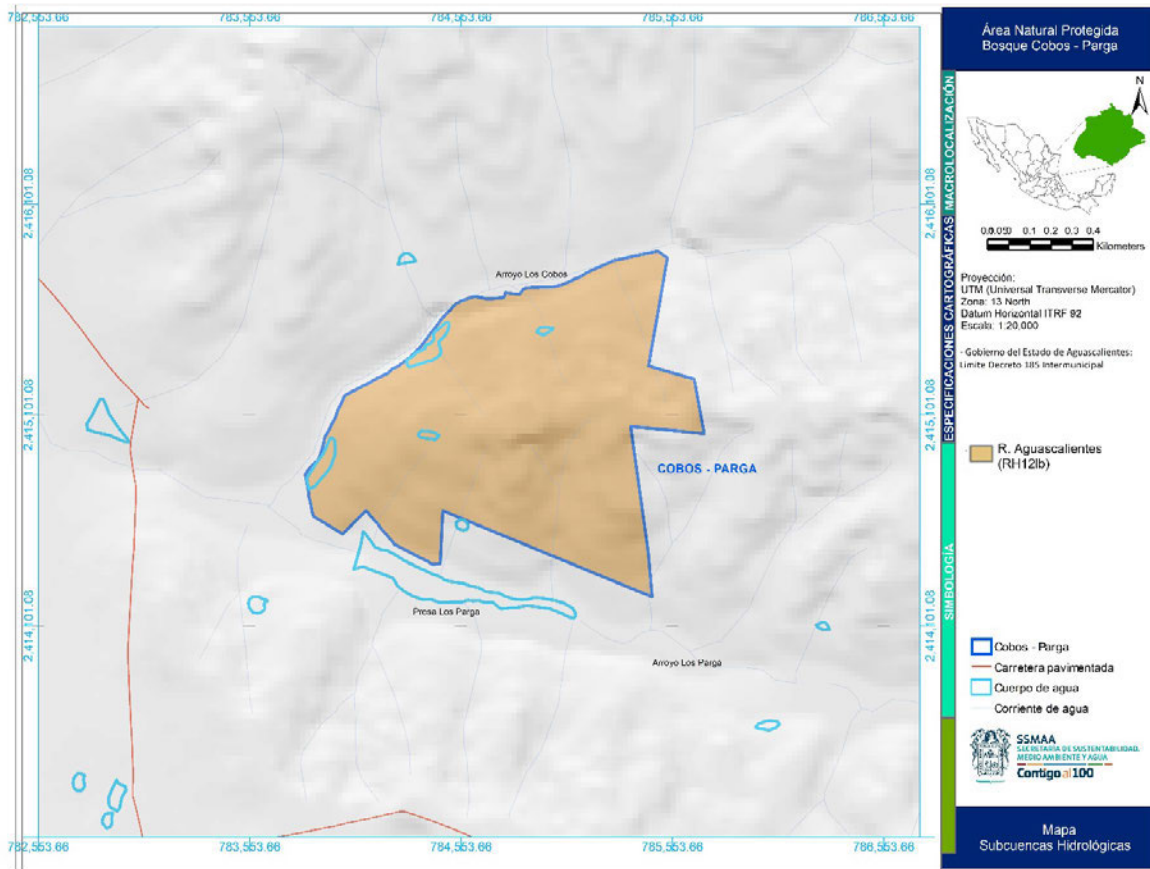 782,553.66
783,553.66
784,553.66
785,553.66
786,553.66
2,416,101.08
2,416,101.08
2,415,101.08
2,415,101.08
2,414,101.08
2,414,101.08
Arroyo Los Cobos
COBOS - PARGA
Presa Los Parga
Arroyo Los Parga
782,553.66
783,553.66
784,553.66
785,553.66
786,553.66
Área Natural Protegida
Bosque Cobos - Parga
MACROLOCALIZACIÓN
N
0.1 0.2 0.3 0.4
Kilometers
ESPECIFICACIONES CARTOGRÁFICAS
Proyección:
UTM (Universal Transverse Mercator)
Zona: 13 North
Datum Horizontal ITRF 92
Escala: 1:20,000
- Gobierno del Estado de Aguascalientes:
Limite Decreto 185 Intermunicipal
SIMBOLOGÍA
R. Aguascalientes
(RH12Ib)
Cobos - Parga
Carretera pavimentada
Cuerpo de agua
Corriente de agua
SSMAA
SECRETARÍA DE SUSTENTABILIDAD,
MEDIO AMBIENTE Y AGUA
Contigo al 100
Mapa
Subcuencas Hidrológicas